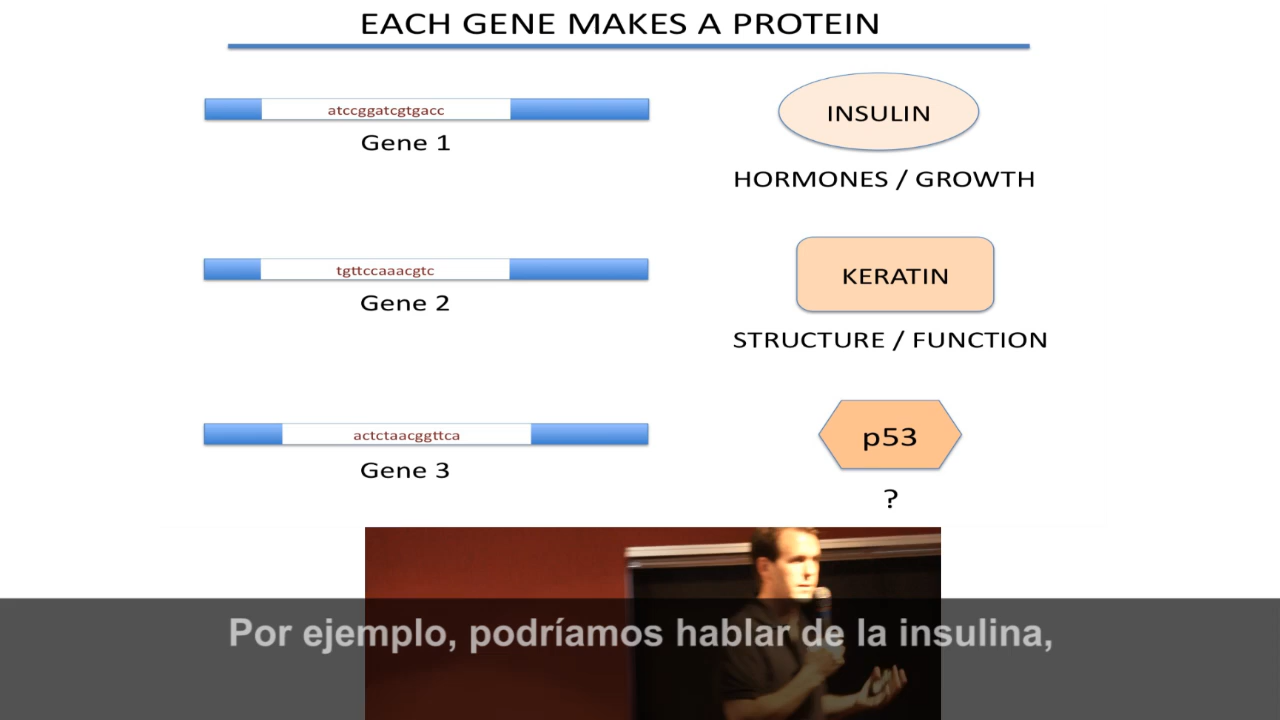 EACH GENE MAKES A PROTEIN
atccggatcgtgacc
INSULIN
Gene 1
HORMONES / GROWTH
tgttccaaacgtc
KERATIN
Gene 2
STRUCTURE / FUNCTION
actctaacggttca
p53
Gene 3
?
Por ejemplo, podríamos hablar de la insulina,